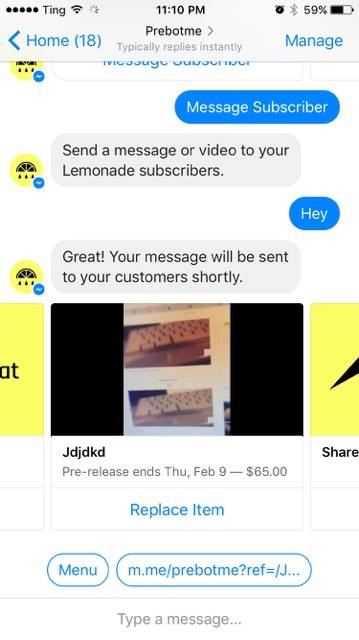 Ting 11:10 PM 59%
Home (18) Prebotme Manage
Typically replies instantly
Message Subscriber
Message Subscriber
Send a message or video to your
Lemonade subscribers.
Hey
Great! Your message will be sent
to your customers shortly.
at
Jdjdkd
Pre-release ends Thu, Feb 9 — $65.00
Replace Item
Share
Menu
m.me/prebotme?ref=/J...
Type a message...